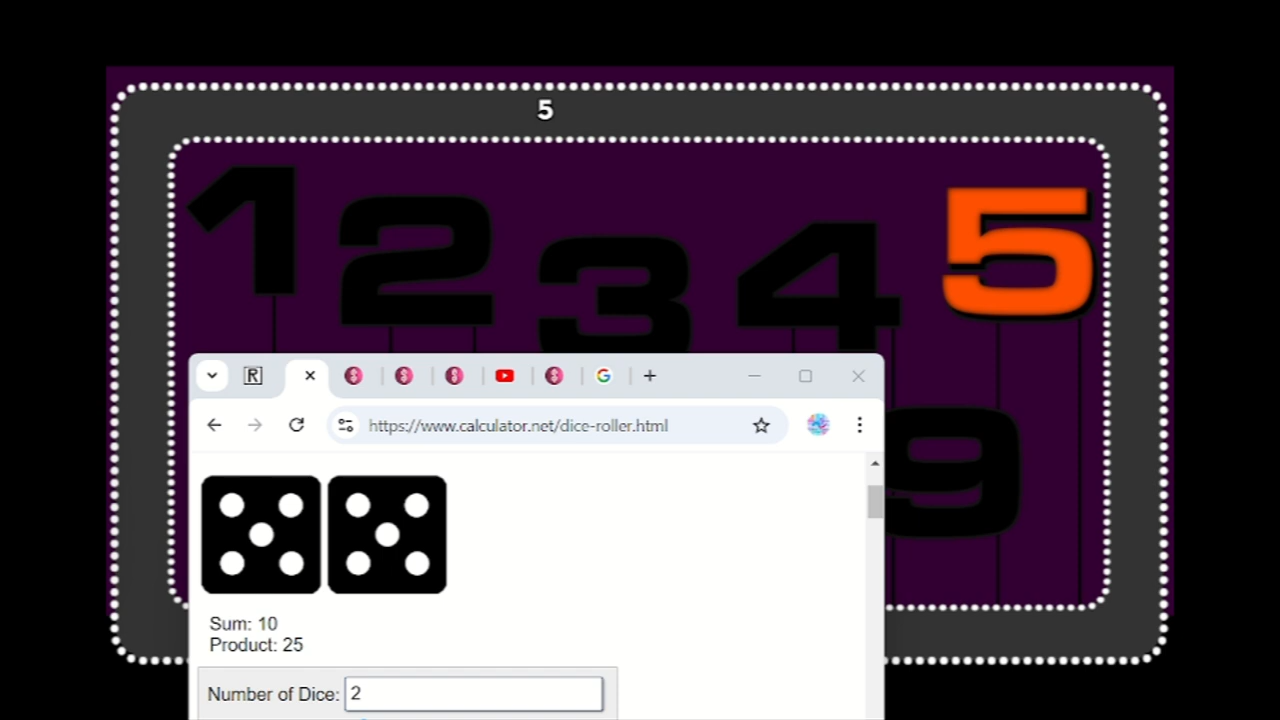 5
1 2 3 4 5
9
https://www.calculator.net/dice-roller.html
Sum: 10
Product: 25
Number of Dice: 2